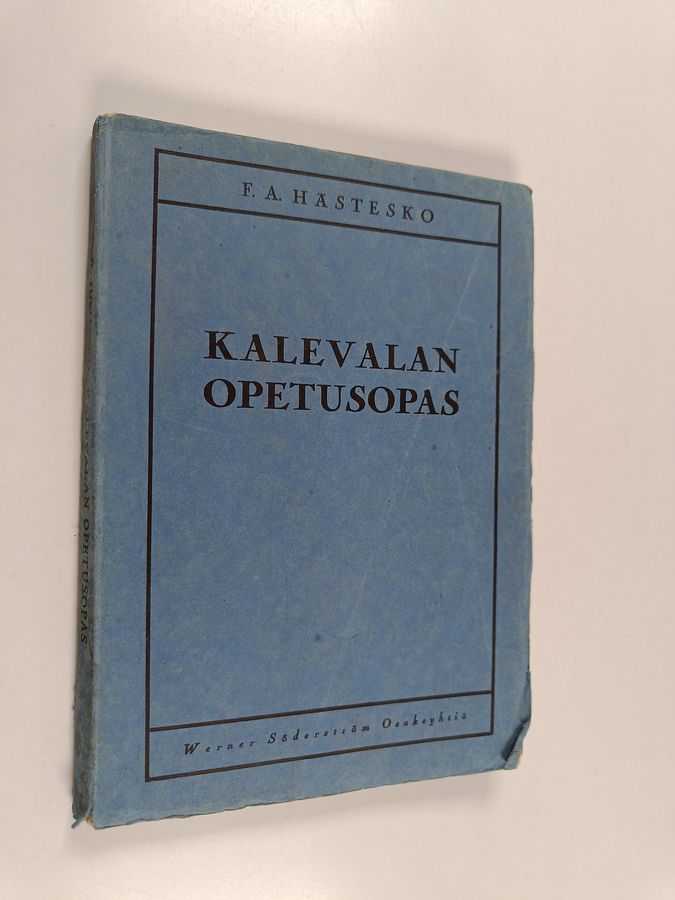 F. A. HÄSTESKO
KALEVALAN
OPETUSOPAS
Werner Söderström Osakeyhtiö
KALEVALAN OPETUSOPAS